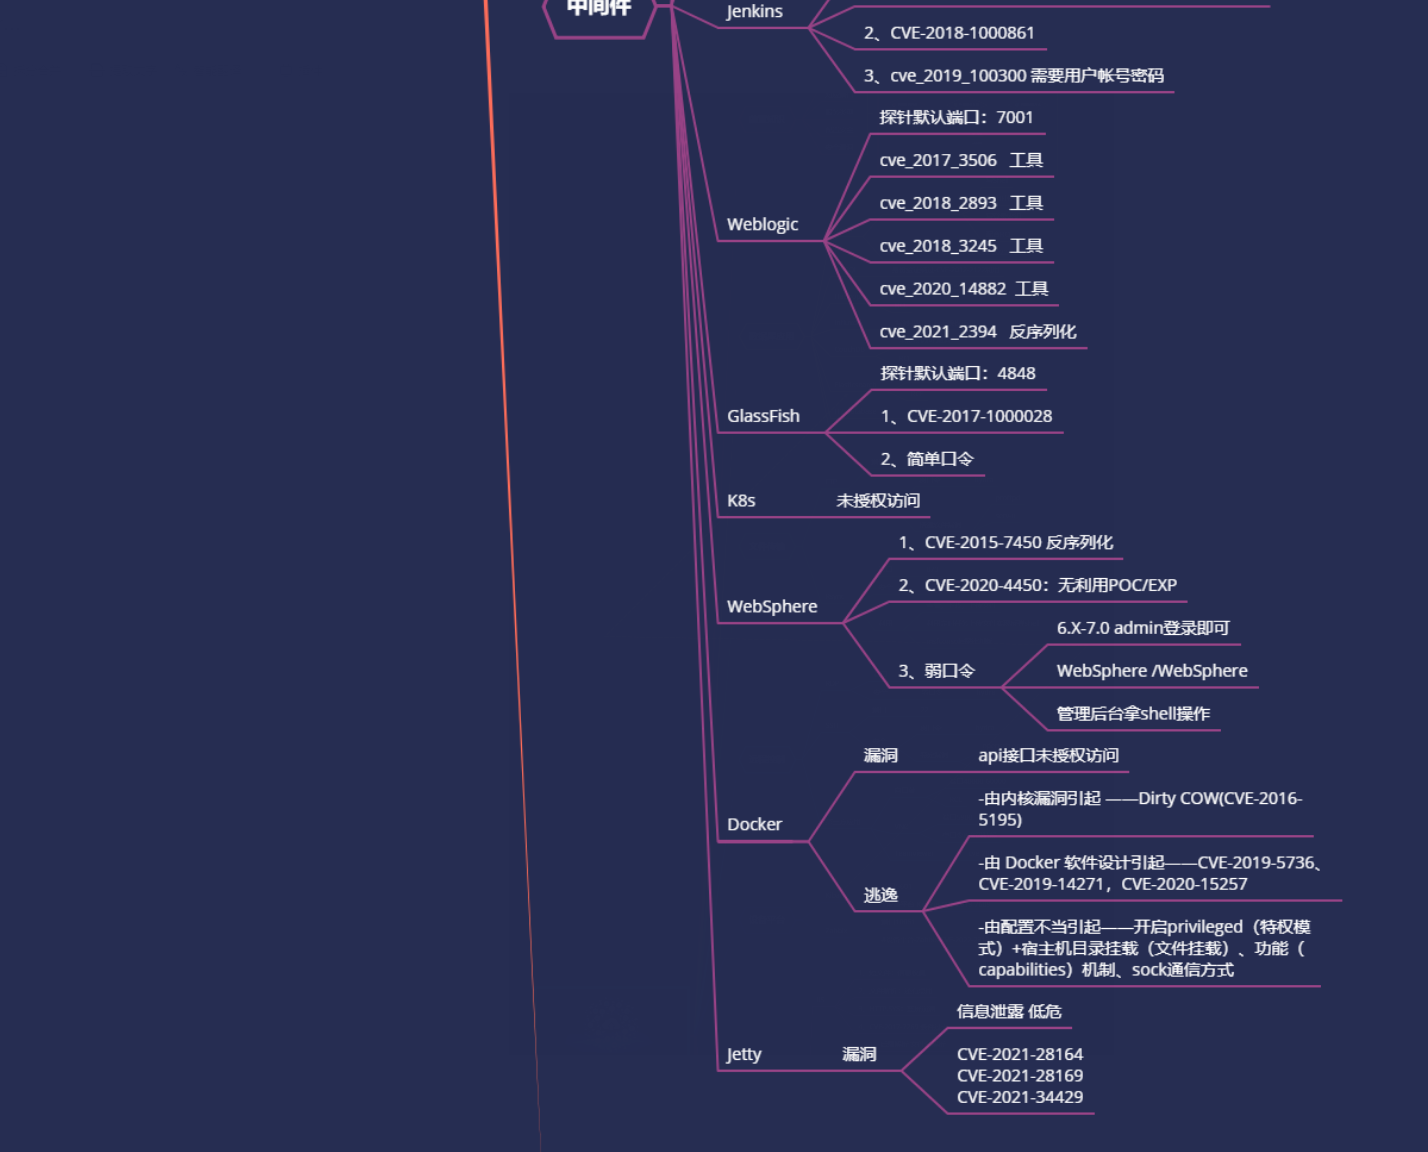 中间件
Jenkins
2、CVE-2018-1000861
3、cve_2019_100300 需要用户帐号密码
Weblogic
探针默认端口：7001
cve_2017_3506 工具
cve_2018_2893 工具
cve_2018_3245 工具
cve_2020_14882 工具
cve_2021_2394 反序列化
GlassFish
探针默认端口：4848
1、CVE-2017-1000028
2、简单口令
K8s
未授权访问
WebSphere
1、CVE-2015-7450 反序列化
2、CVE-2020-4450：无利用POC/EXP
3、弱口令
6.X-7.0 admin登录即可
WebSphere /WebSphere
管理后台拿shell操作
Docker
漏洞
api接口未授权访问
逃逸
-由内核漏洞引起 ——Dirty COW(CVE-2016-
5195)
-由 Docker 软件设计引起——CVE-2019-5736、
CVE-2019-14271，CVE-2020-15257
-由配置不当引起——开启privileged（特权模
式）+宿主机目录挂载（文件挂载）、功能（
capabilities）机制、sock通信方式
Jetty
漏洞
信息泄露 低危
CVE-2021-28164
CVE-2021-28169
CVE-2021-34429